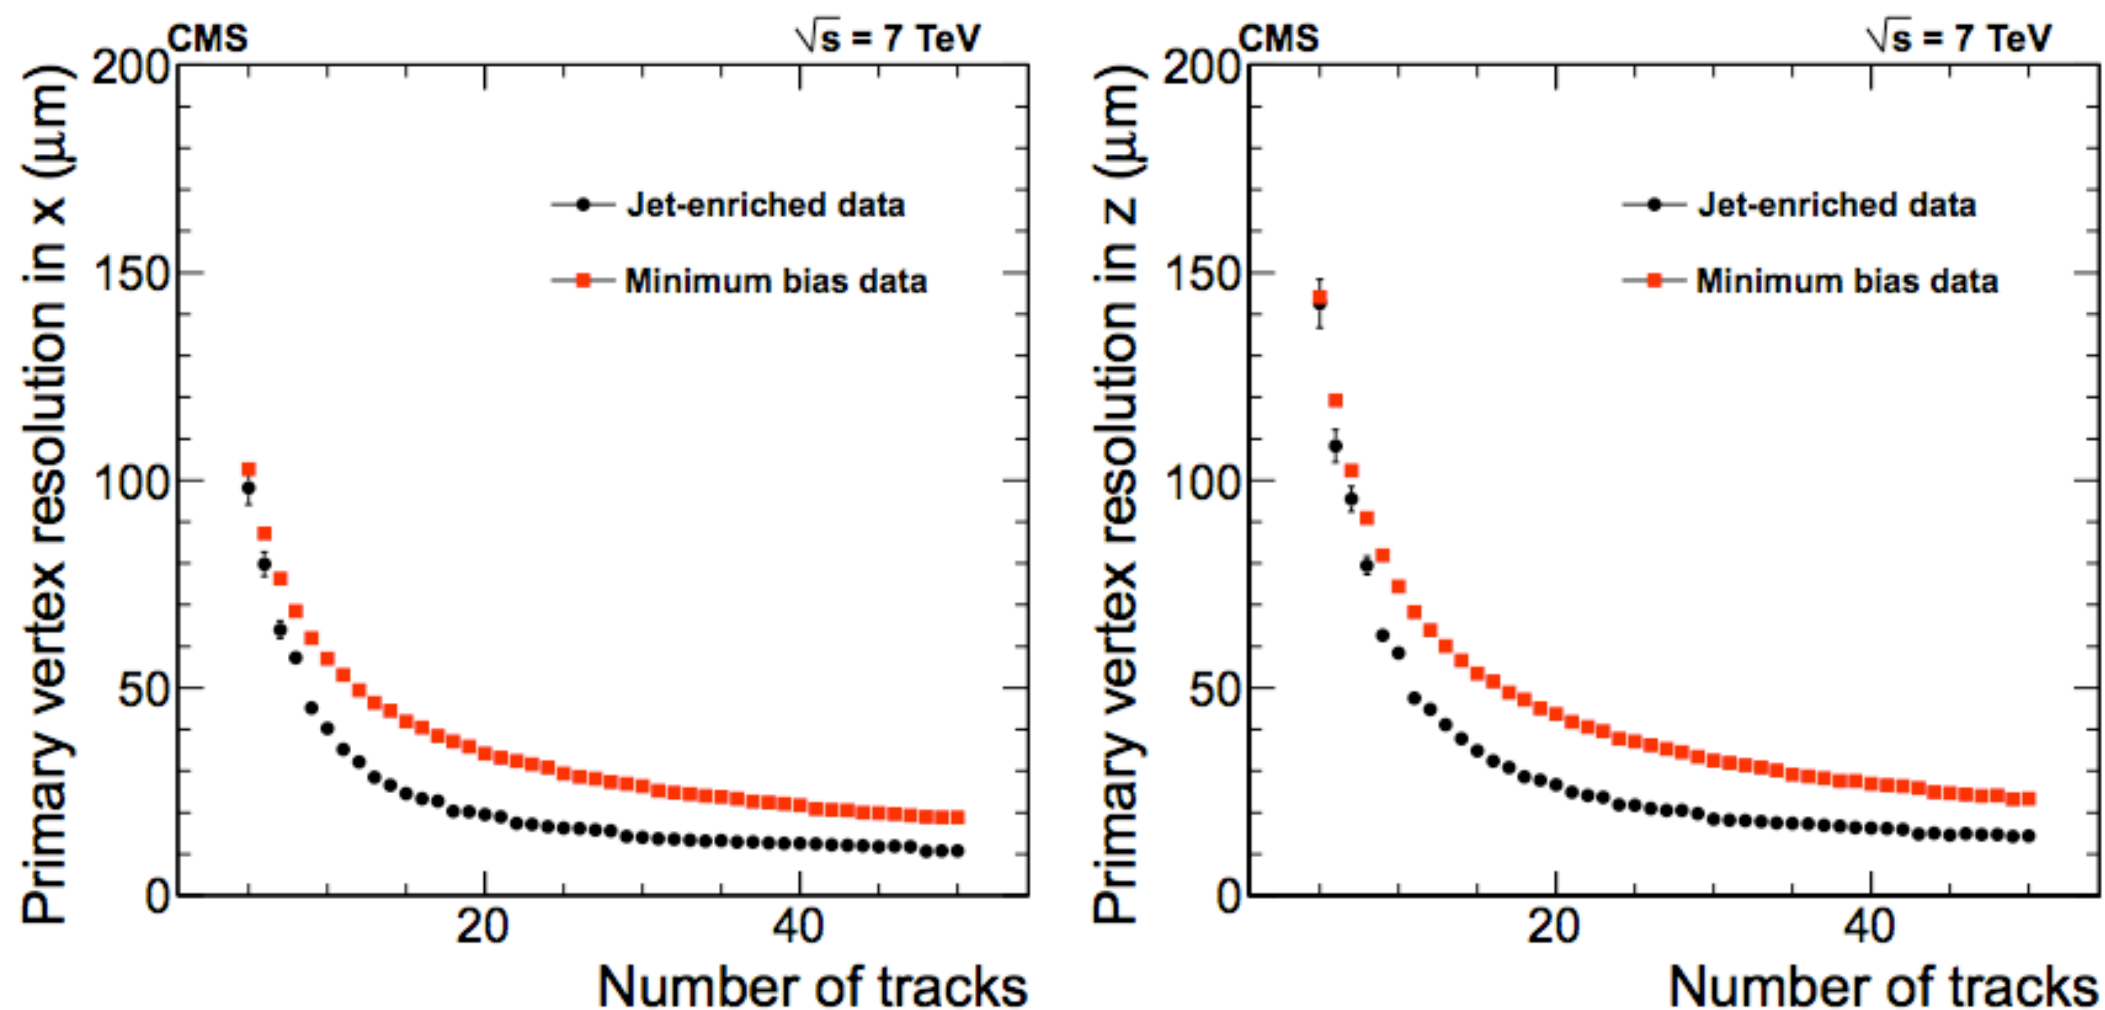 CMS
√s = 7 TeV
Primary vertex resolution in x (μm)
200
150
100
50
0
Jet-enriched data
Minimum bias data
20
40
Number of tracks
CMS
√s = 7 TeV
Primary vertex resolution in z (μm)
200
150
100
50
0
Jet-enriched data
Minimum bias data
20
40
Number of tracks